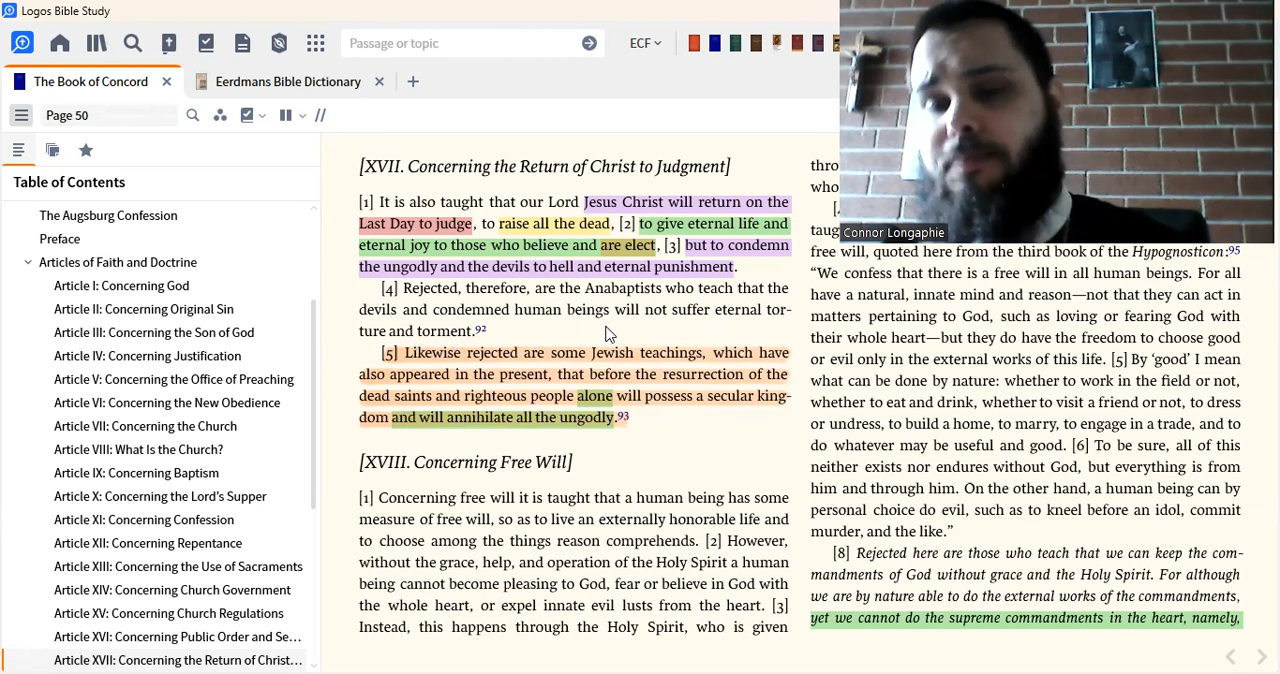 Logos Bible Study
Passage or topic
ECF
The Book of Concord
Eerdmans Bible Dictionary
Page 50
Table of Contents
The Augsburg Confession
Preface
Articles of Faith and Doctrine
Article I: Concerning God
Article II: Concerning Original Sin
Article III: Concerning the Son of God
Article IV: Concerning Justification
Article V: Concerning the Office of Preaching
Article VI: Concerning the New Obedience
Article VII: Concerning the Church
Article VIII: What Is the Church?
Article IX: Concerning Baptism
Article X: Concerning the Lord's Supper
Article XI: Concerning Confession
Article XII: Concerning Repentance
Article XIII: Concerning the Use of Sacraments
Article XIV: Concerning Church Government
Article XV: Concerning Church Regulations
Article XVI: Concerning Public Order and Se...
Article XVII: Concerning the Return of Christ...
[XVII. Concerning the Return of Christ to Judgment]
[1] It is also taught that our Lord Jesus Christ will return on the
Last Day to judge, to raise all the dead, [2] to give eternal life and
eternal joy to those who believe and are elect, [3] but to condemn
the ungodly and the devils to hell and eternal punishment.
[4] Rejected, therefore, are the Anabaptists who teach that the
devils and condemned human beings will not suffer eternal tor-
ture and torment.92
[5] Likewise rejected are some Jewish teachings, which have
also appeared in the present, that before the resurrection of the
dead saints and righteous people alone will possess a secular king-
dom and will annihilate all the ungodly.93
[XVIII. Concerning Free Will]
[1] Concerning free will it is taught that a human being has some
measure of free will, so as to live an externally honorable life and
to choose among the things reason comprehends. [2] However,
without the grace, help, and operation of the Holy Spirit a human
being cannot become pleasing to God, fear or believe in God with
the whole heart, or expel innate evil lusts from the heart. [3]
Instead, this happens through the Holy Spirit, who is given
throu
who
taug
free will, quoted here from the third book of the Hypognosticon:95
"We confess that there is a free will in all human beings. For all
have a natural, innate mind and reason—not that they can act in
matters pertaining to God, such as loving or fearing God with
their whole heart—but they do have the freedom to choose good
or evil only in the external works of this life. [5] By 'good' I mean
what can be done by nature: whether to work in the field or not,
whether to eat and drink, whether to visit a friend or not, to dress
or undress, to build a home, to marry, to engage in a trade, and to
do whatever may be useful and good. [6] To be sure, all of this
neither exists nor endures without God, but everything is from
him and through him. On the other hand, a human being can by
personal choice do evil, such as to kneel before an idol, commit
murder, and the like."
[8] Rejected here are those who teach that we can keep the com-
mandments of God without grace and the Holy Spirit. For although
we are by nature able to do the external works of the commandments,
yet we cannot do the supreme commandments in the heart, namely,
Connor Longaphie